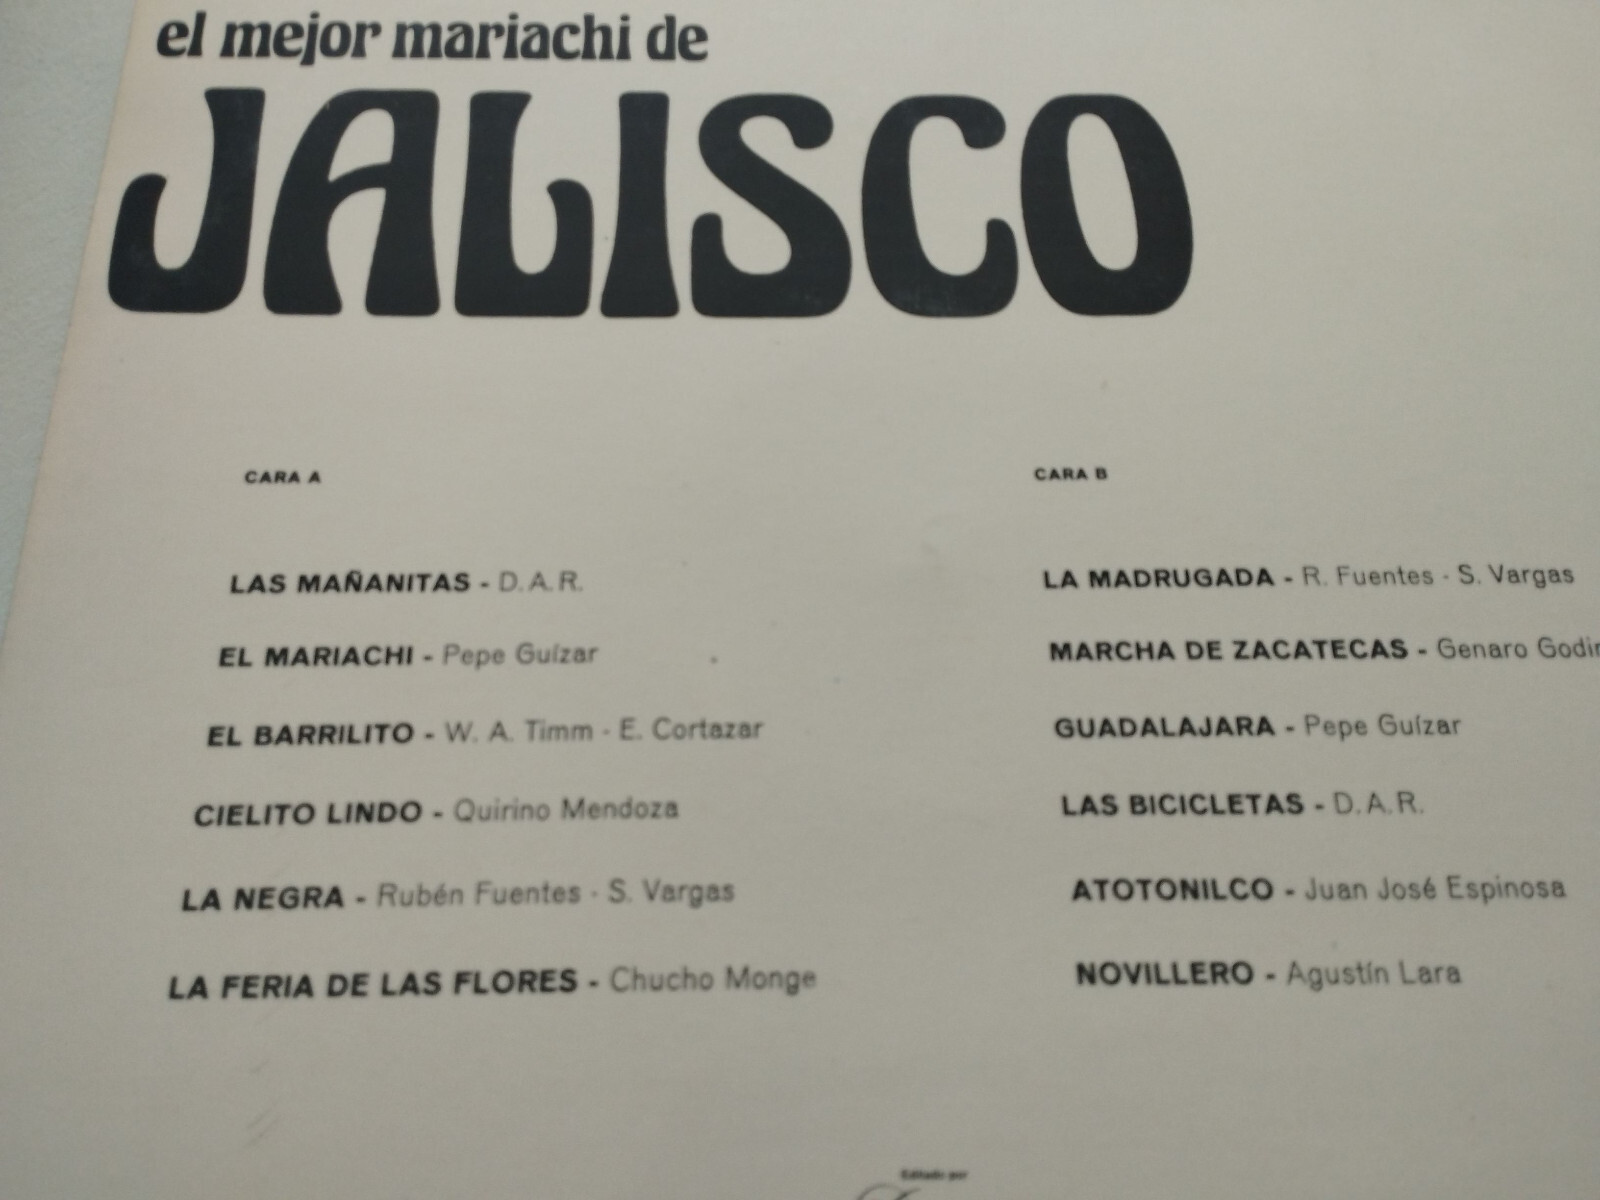 el mejor mariachi de
JALISCO
CARA A
LAS MAÑANITAS - D.A.R.
EL MARIACHI - Pepe Guízar
EL BARRILITO - W. A. Timm - E. Cortazar
CIELITO LINDO - Quirino Mendoza
LA NEGRA - Rubén Fuentes - S. Vargas
LA FERIA DE LAS FLORES - Chucho Monge
CARA B
LA MADRUGADA - R. Fuentes - S. Vargas
MARCHA DE ZACATECAS - Genaro
GUADALAJARA - Pepe Guízar
LAS BICICLETAS - D.A.R.
ATOTONILCO - Juan José Espinosa
NOVILLERO - Agustín Lara
Editado por